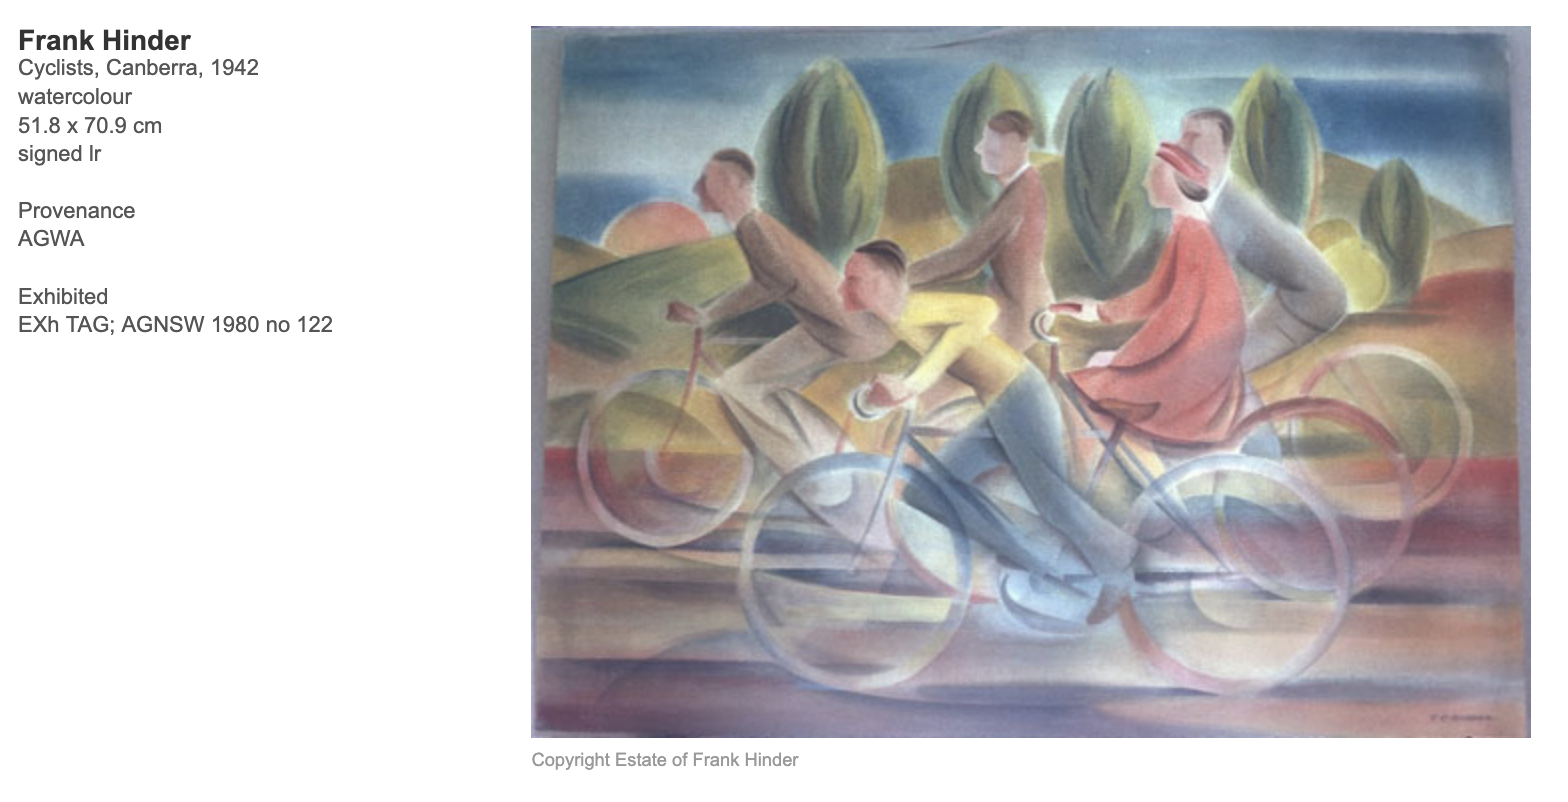 Frank Hinder
Cyclists, Canberra, 1942
watercolour
51.8 x 70.9 cm
signed lr
Provenance
AGWA
Exhibited
EXh TAG; AGNSW 1980 no 122
Copyright Estate of Frank Hinder